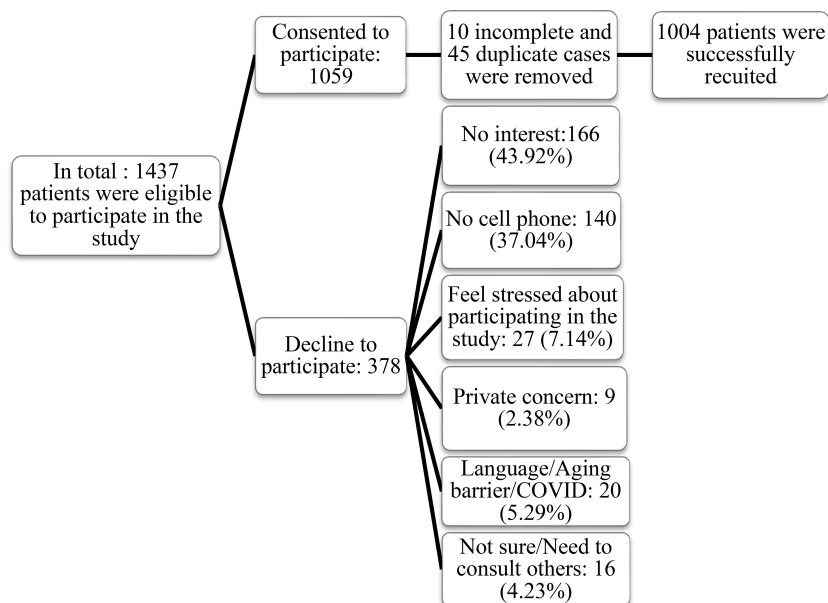 Consented to
participate:
1059
10 incomplete and
45 duplicate cases
were removed
1004 patients were
successfully
recuited
In total : 1437
patients were eligible
to participate in the
study
No interest:166
(43.92%)
No cell phone: 140
(37.04%)
Feel stressed about
participating in the
study: 27 (7.14%)
Decline to
participate: 378
Private concern: 9
(2.38%)
Language/Aging
barrier/COVID: 20
(5.29%)
Not sure/Need to
consult others: 16
(4.23%)